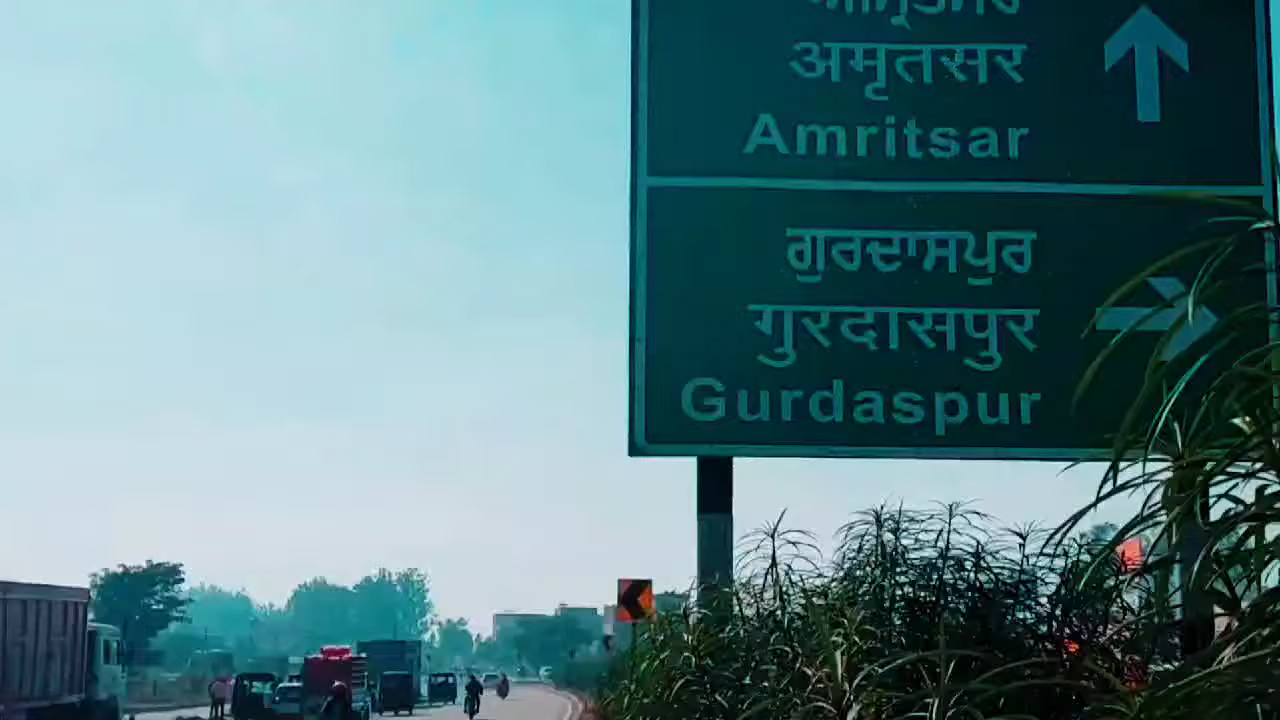 ਅੰਮ੍ਰਿਤਸਰ
अमृतसर
Amritsar
ਗੁਰਦਾਸਪੁਰ
गुरदासपुर
Gurdaspur